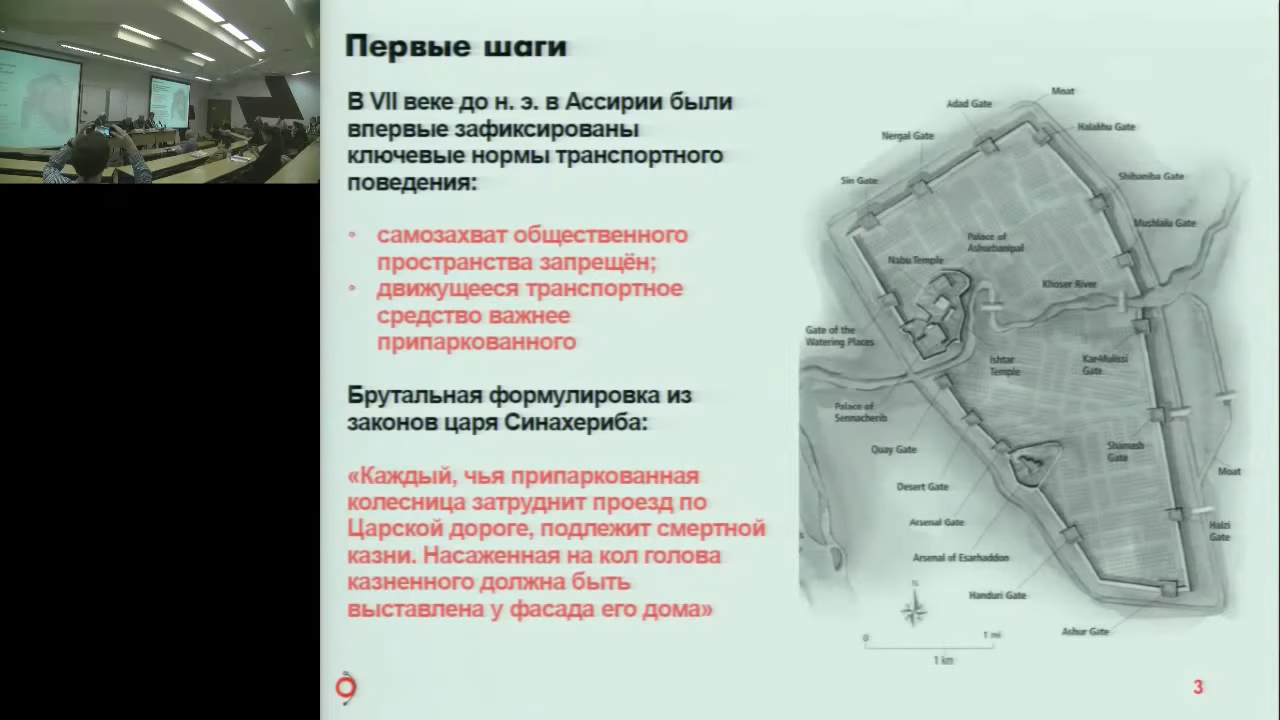 Первые шаги
В VII веке до н. э. в Ассирии были
впервые зафиксированы
ключевые нормы транспортного
поведения:
• самозахват общественного
пространства запрещён;
• движущееся транспортное
средство важнее
припаркованного
Брутальная формулировка из
законов царя Синахериба:
«Каждый, чья припаркованная
колесница затруднит проезд по
Царской дороге, подлежит смертной
казни. Насаженная на кол голова
казненного должна быть
выставлена у фасада его дома»
Moat
Adad Gate
Halakhu Gate
Nergal Gate
Shibaniba Gate
Sin Gate
Mushlalu Gate
Palace of
Ashurbanipal
Nabu Temple
Khoser River
Gate of the
Watering Places
Ishtar
Temple
Kar-Mulissi
Gate
Palace of
Sennacherib
Quay Gate
Shamash
Gate
Moat
Desert Gate
Arsenal Gate
Halzi
Gate
Arsenal of Esarhaddon
N
Handuri Gate
Ashur Gate
0
1 mi
1 km
3